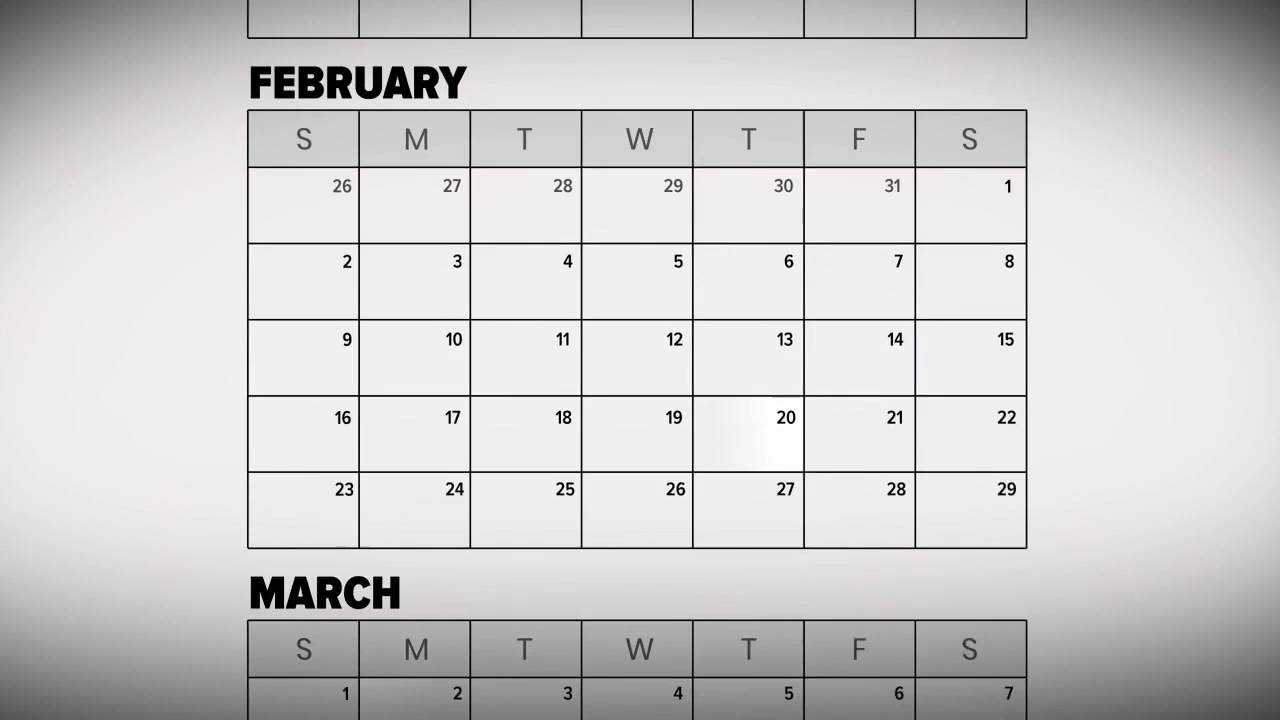 FEBRUARY
S M T W T F S
26 27 28 29 30 31 1
2 3 4 5 6 7 8
9 10 11 12 13 14 15
16 17 18 19 20 21 22
23 24 25 26 27 28 29
MARCH
S M T W T F S
1 2 3 4 5 6 7